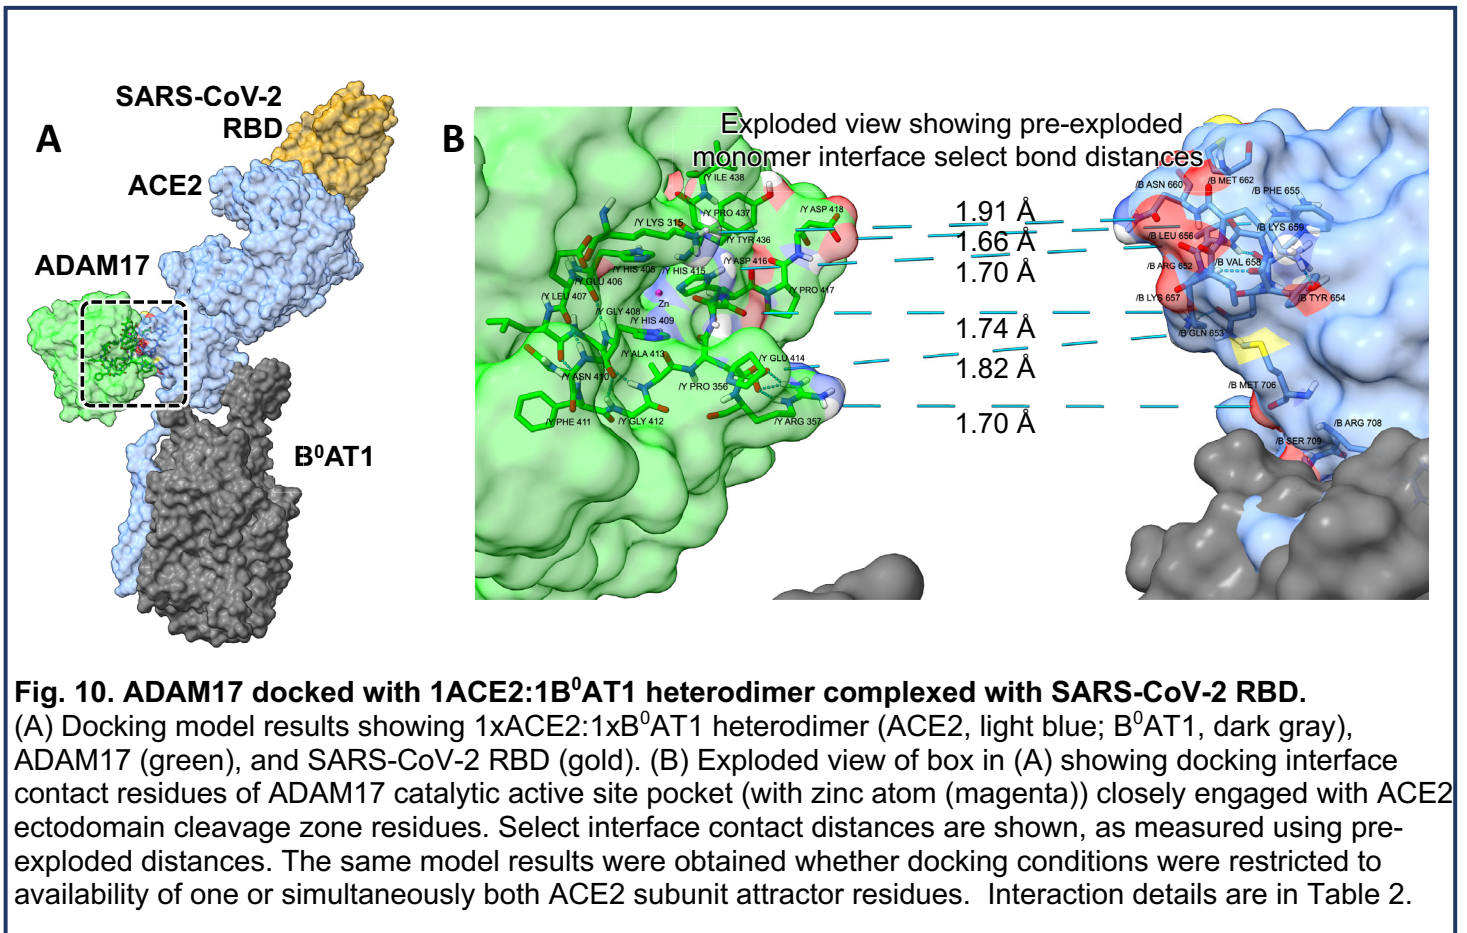 A
SARS-CoV-2
RBD
ACE2
ADAM17
B⁰AT1
B
Exploded view showing pre-exploded
monomer interface select bond distances
/Y ILE 438
/Y PRO 437
/Y ASP 418
/Y LYS 315
/Y TYR 436
/Y HIS 415
/Y ASP 416
/Y GLU 406
/Y LEU 407
/Y PRO 417
Zn
/Y GLY 408
/Y HIS 409
/Y ALA 413
/Y GLU 414
/Y ASN 410
/Y PRO 356
/Y PHE 411
/Y GLY 412
/Y ARG 357
1.91 Å
1.66 Å
1.70 Å
1.74 Å
1.82 Å
1.70 Å
/B MET 662
/B ASN 660
/B PHE 655
/B LYS 659
/B LEU 656
/B VAL 658
/B ARG 652
/B LYS 657
/B TYR 654
/B GLN 653
/B MET 706
/B ARG 708
/B SER 709
Fig. 10. ADAM17 docked with 1ACE2:1B⁰AT1 heterodimer complexed with SARS-CoV-2 RBD.
(A) Docking model results showing 1xACE2:1xB⁰AT1 heterodimer (ACE2, light blue; B⁰AT1, dark gray),
ADAM17 (green), and SARS-CoV-2 RBD (gold). (B) Exploded view of box in (A) showing docking interface
contact residues of ADAM17 catalytic active site pocket (with zinc atom (magenta)) closely engaged with ACE2
ectodomain cleavage zone residues. Select interface contact distances are shown, as measured using pre-
exploded distances. The same model results were obtained whether docking conditions were restricted to
availability of one or simultaneously both ACE2 subunit attractor residues.  Interaction details are in Table 2.